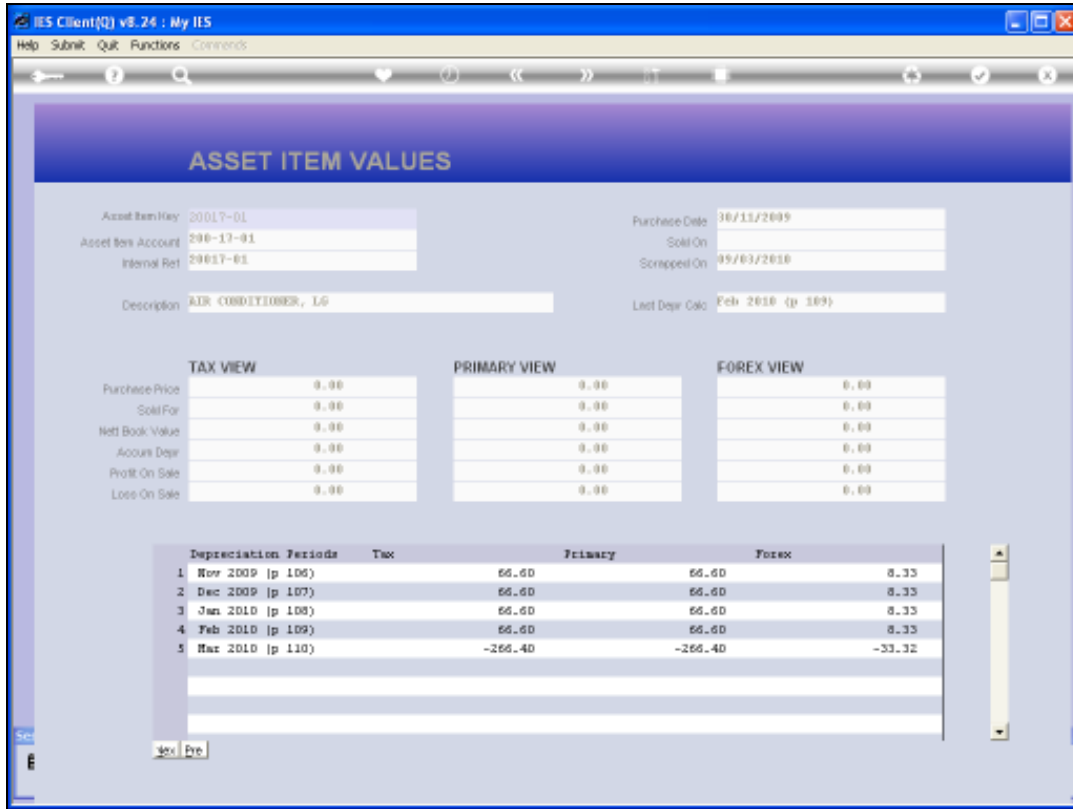 IES Client(Q) v8.24 : My IES
Help Submit Quit Functions Commends
ASSET ITEM VALUES
Asset Item Key 20017-01
Purchase Date 30/11/2009
Asset Item Account 200-17-01
Sold On
Internal Ref 20017-01
Scrapped On 09/03/2010
Description AIR CONDITIONER, LG
Last Depr Calc Feb 2010 (p 109)
TAX VIEW PRIMARY VIEW FOREX VIEW
Purchase Price 0.00 0.00 0.00
Sold For 0.00 0.00 0.00
Nett Book Value 0.00 0.00 0.00
Accum Depr 0.00 0.00 0.00
Profit On Sale 0.00 0.00 0.00
Loss On Sale 0.00 0.00 0.00
Depreciation Periods Tax Primary Forex
1 Nov 2009 (p 106) 66.60 66.60 8.33
2 Dec 2009 (p 107) 66.60 66.60 8.33
3 Jan 2010 (p 108) 66.60 66.60 8.33
4 Feb 2010 (p 109) 66.60 66.60 8.33
5 Mar 2010 (p 110) -266.40 -266.40 -33.32
Nex Pre